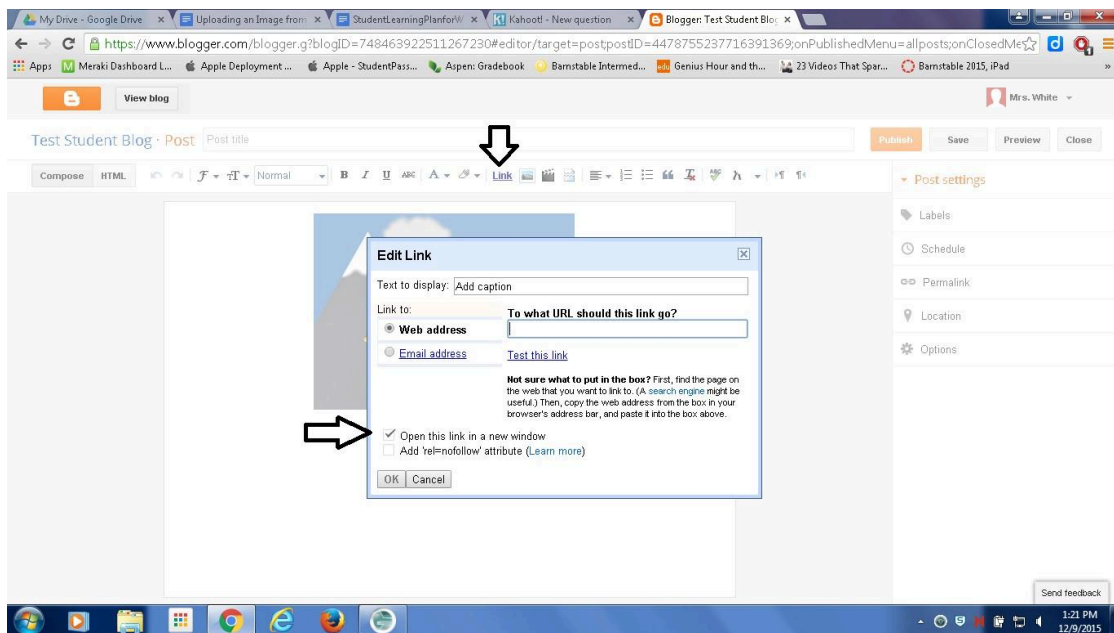 My Drive - Google Drive Uploading an Image from StudentLearningPlanforW Kahoot! - New question Blogger: Test Student Blog
https://www.blogger.com/blogger.g?blogID=748463922511267230#editor/target=post;postID=4478755237716391369;onPublishedMenu=allposts;onClosedMe
Apps Meraki Dashboard L... Apple Deployment ... Apple - StudentPass... Aspen: Gradebook Barnstable Intermed... Genius Hour and th... 23 Videos That Spar... Barnstable 2015, iPad »
View blog Mrs. White
Test Student Blog · Post Post title Publish Save Preview Close
Compose HTML Normal B I U ABC A Link
Post settings
Labels
Schedule
Permalink
Location
Options
Edit Link
Text to display: Add caption
Link to: To what URL should this link go?
Web address
Email address Test this link
Not sure what to put in the box? First, find the page on
the web that you want to link to. (A search engine might be
useful.) Then, copy the web address from the box in your
browser's address bar, and paste it into the box above.
Open this link in a new window
Add 'rel=nofollow' attribute (Learn more)
OK Cancel
Send feedback
1:21 PM
12/9/2015